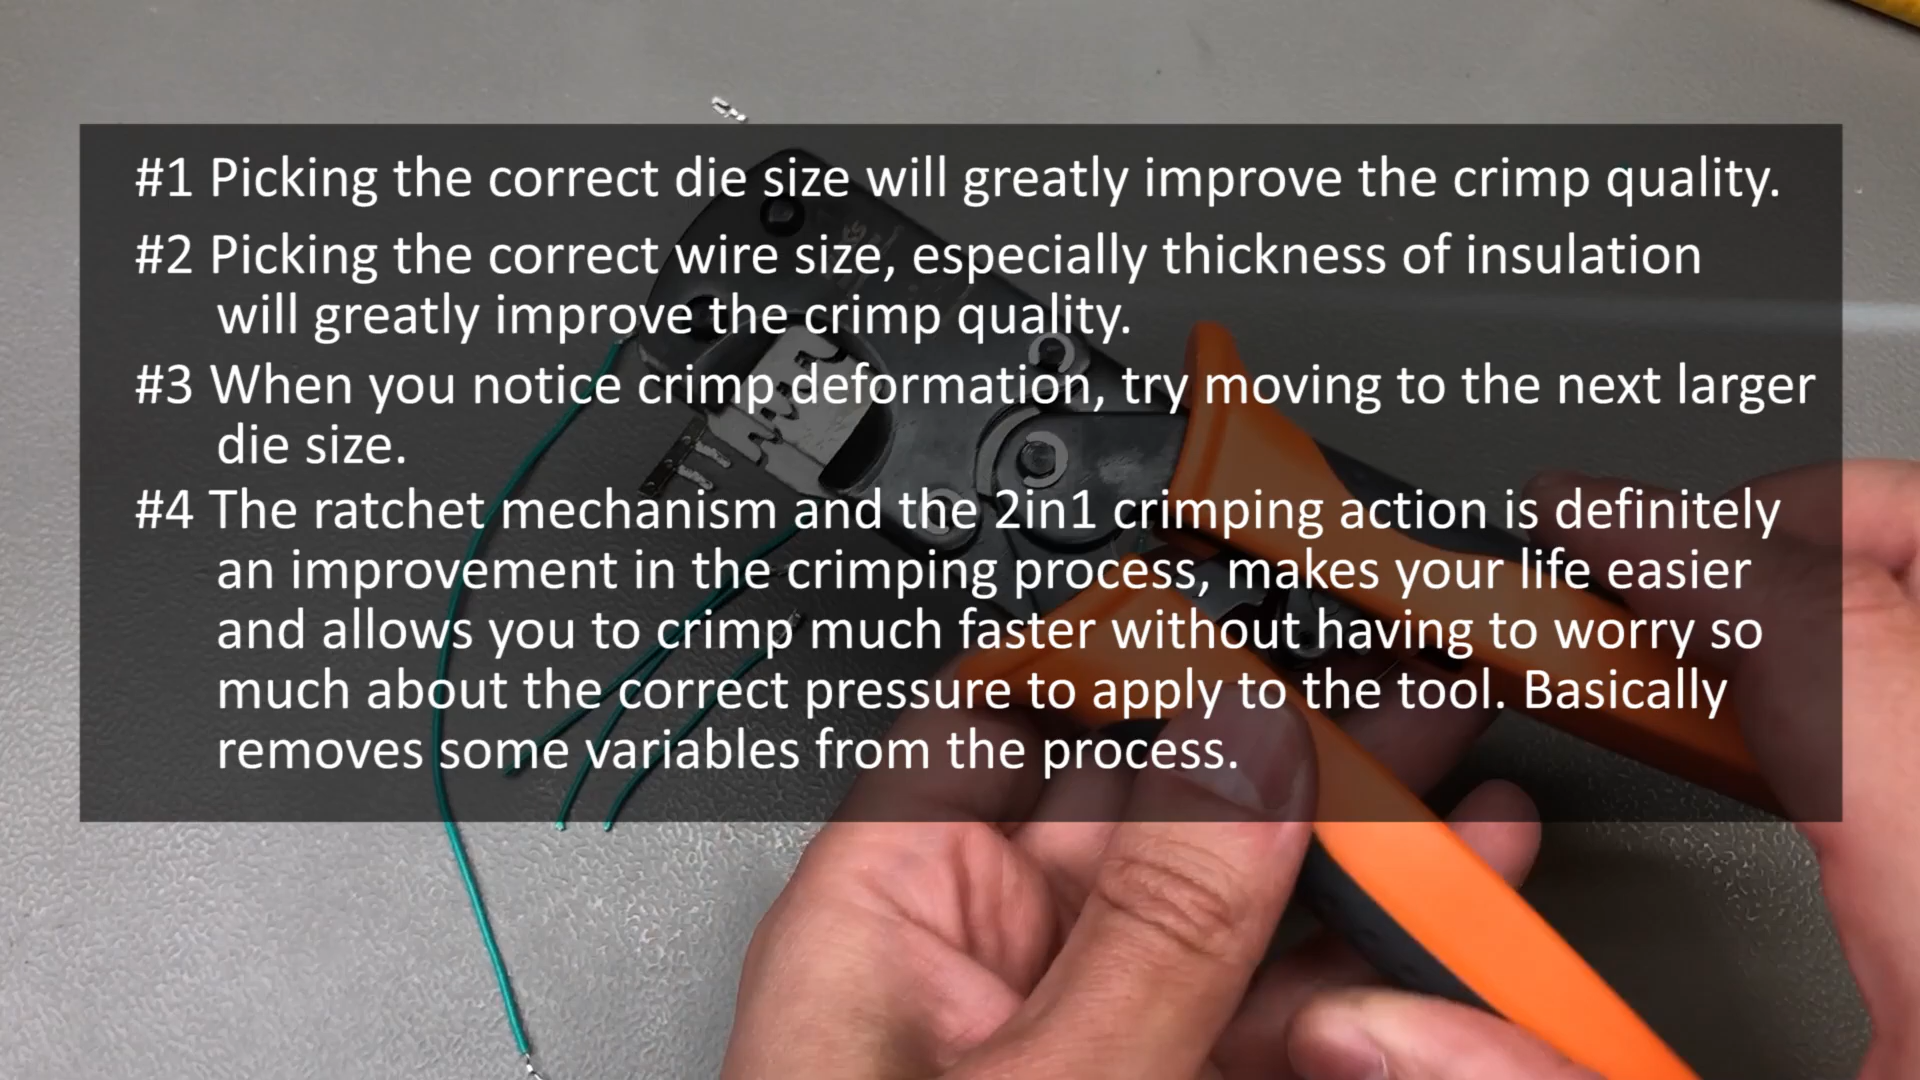 #1 Picking the correct die size will greatly improve the crimp quality.
#2 Picking the correct wire size, especially thickness of insulation
will greatly improve the crimp quality.
#3 When you notice crimp deformation, try moving to the next larger
die size.
#4 The ratchet mechanism and the 2in1 crimping action is definitely
an improvement in the crimping process, makes your life easier
and allows you to crimp much faster without having to worry so
much about the correct pressure to apply to the tool. Basically
removes some variables from the process.